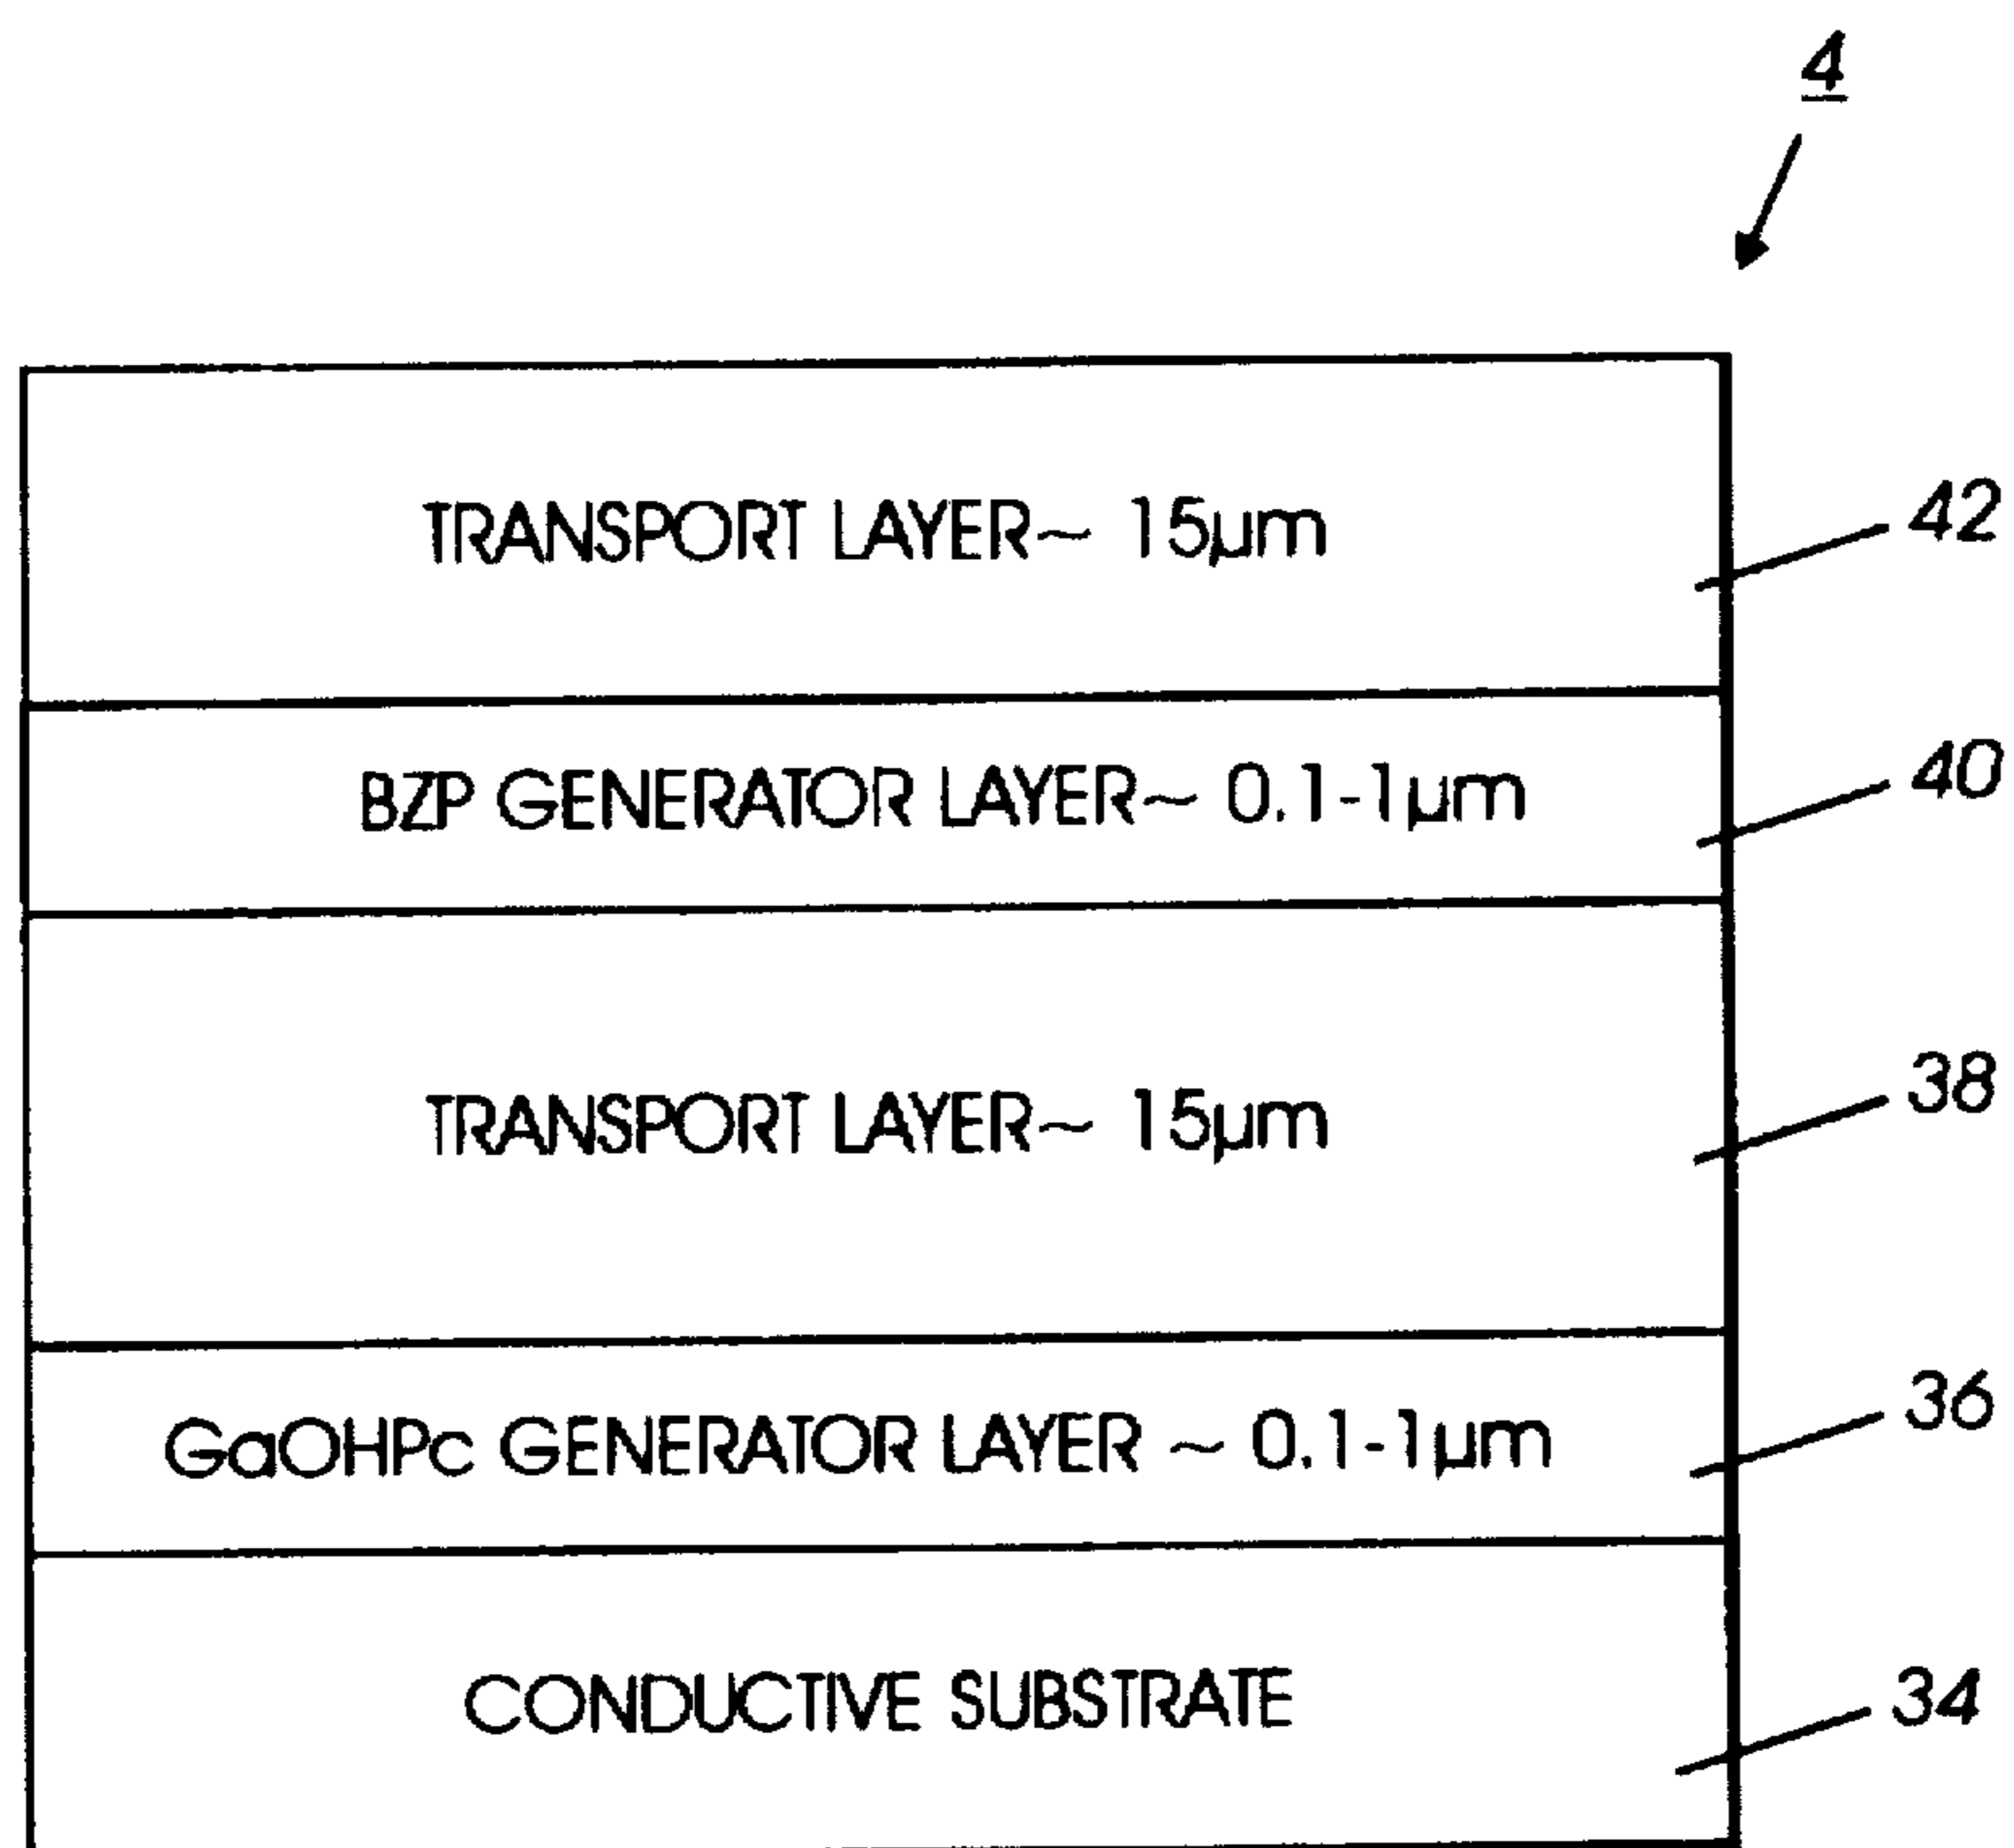 4
TRANSPORT LAYER~ 15µm
42
BZP GENERATOR LAYER~ 0.1-1µm
40
TRANSPORT LAYER~ 15µm
38
GaOHPc GENERATOR LAYER ~ 0.1-1µm
36
CONDUCTIVE SUBSTRATE
34